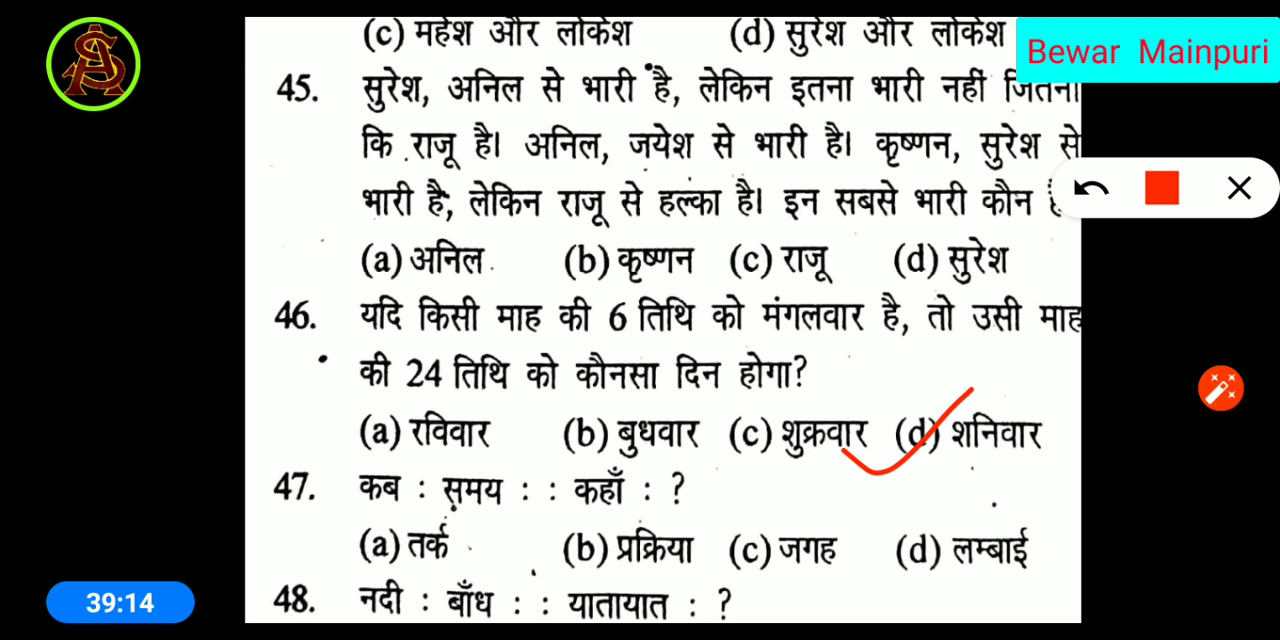 (c) महेश और लोकेश (d) सुरेश और लोकेश
Bewar Mainpuri
45. सुरेश, अनिल से भारी है, लेकिन इतना भारी नहीं जितना
कि राजू है। अनिल, जयेश से भारी है। कृष्णन, सुरेश से
भारी है, लेकिन राजू से हल्का है। इन सबसे भारी कौन
(a) अनिल (b) कृष्णन (c) राजू (d) सुरेश
46. यदि किसी माह की 6 तिथि को मंगलवार है, तो उसी माह
की 24 तिथि को कौनसा दिन होगा?
(a) रविवार (b) बुधवार (c) शुक्रवार (d) शनिवार
47. कब : समय : : कहाँ : ?
(a) तर्क (b) प्रक्रिया (c) जगह (d) लम्बाई
48. नदी : बाँध : : यातायात : ?
39:14